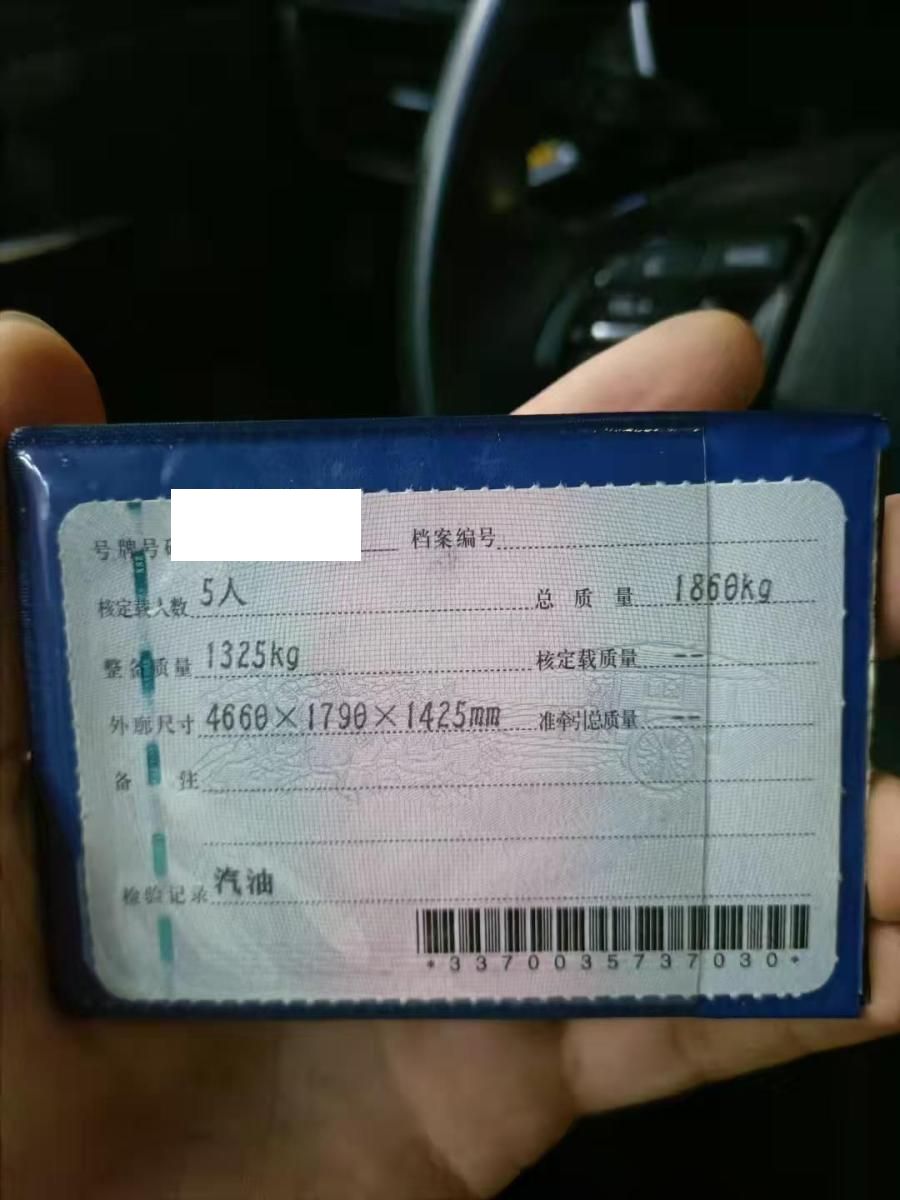 号牌号码 档案编号
核定载人数 5人 总质量 1860kg
整备质量 1325kg 核定载质量 --
外廓尺寸 4660×1790×1425mm 准牵引总质量 --
备注
检验记录 汽油
*3370035737030*